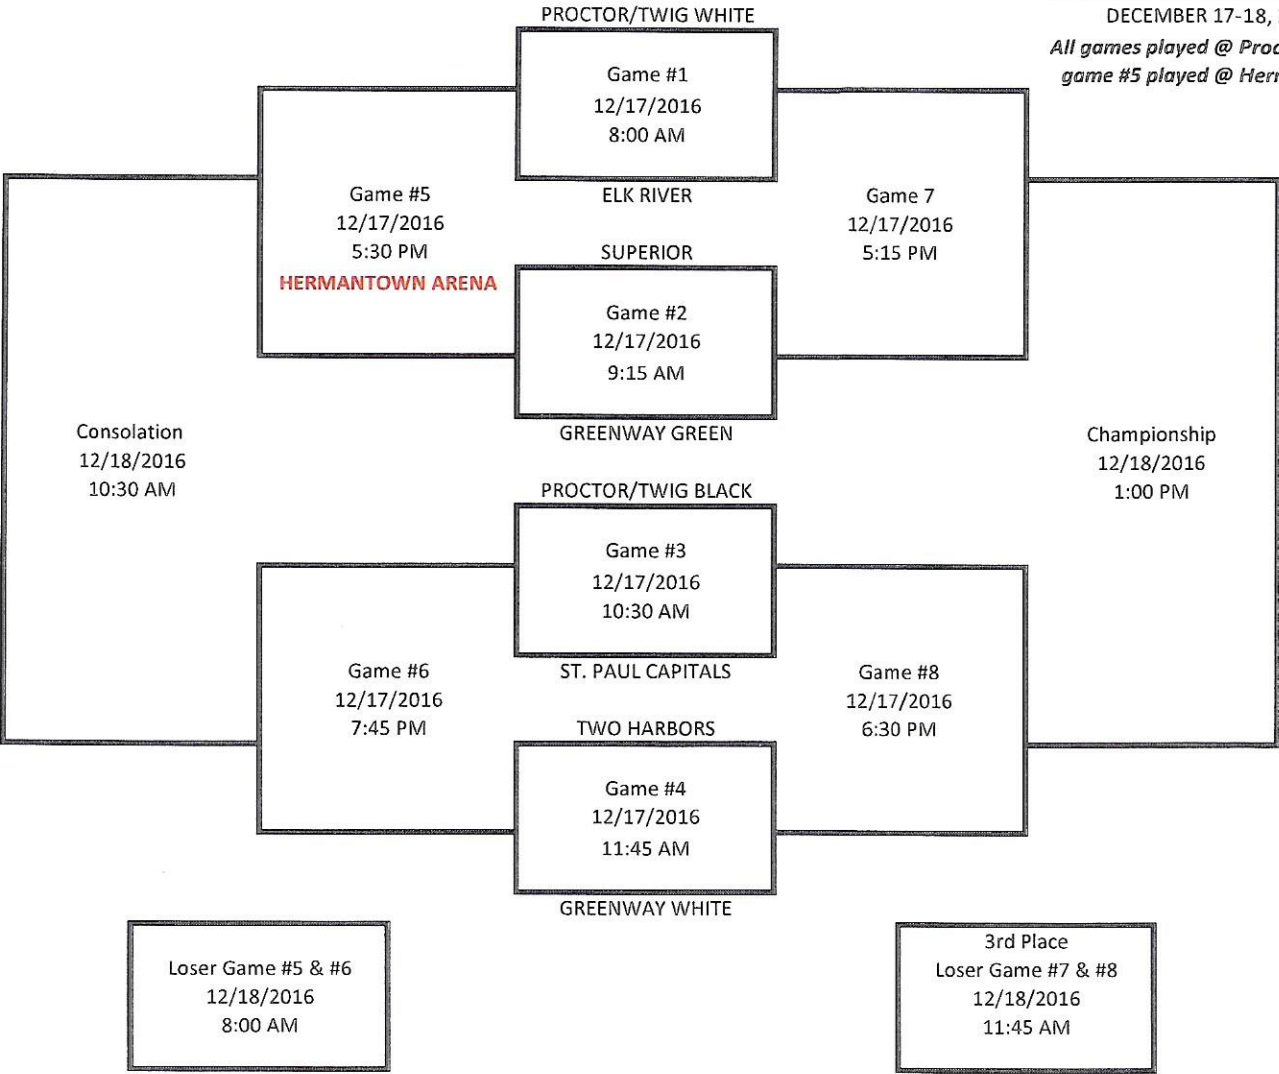 PROCTOR/TWIG WHITE
DECEMBER 17-18,
All games played @
game #5 played @
Game #1
12/17/2016
8:00 AM
ELK RIVER
Game #5
12/17/2016
5:30 PM
HERMANTOWN ARENA
Game 7
12/17/2016
5:15 PM
SUPERIOR
Game #2
12/17/2016
9:15 AM
GREENWAY GREEN
Consolation
12/18/2016
10:30 AM
Championship
12/18/2016
1:00 PM
PROCTOR/TWIG BLACK
Game #3
12/17/2016
10:30 AM
ST. PAUL CAPITALS
Game #6
12/17/2016
7:45 PM
Game #8
12/17/2016
6:30 PM
TWO HARBORS
Game #4
12/17/2016
11:45 AM
GREENWAY WHITE
Loser Game #5 & #6
12/18/2016
8:00 AM
3rd Place
Loser Game #7 & #8
12/18/2016
11:45 AM